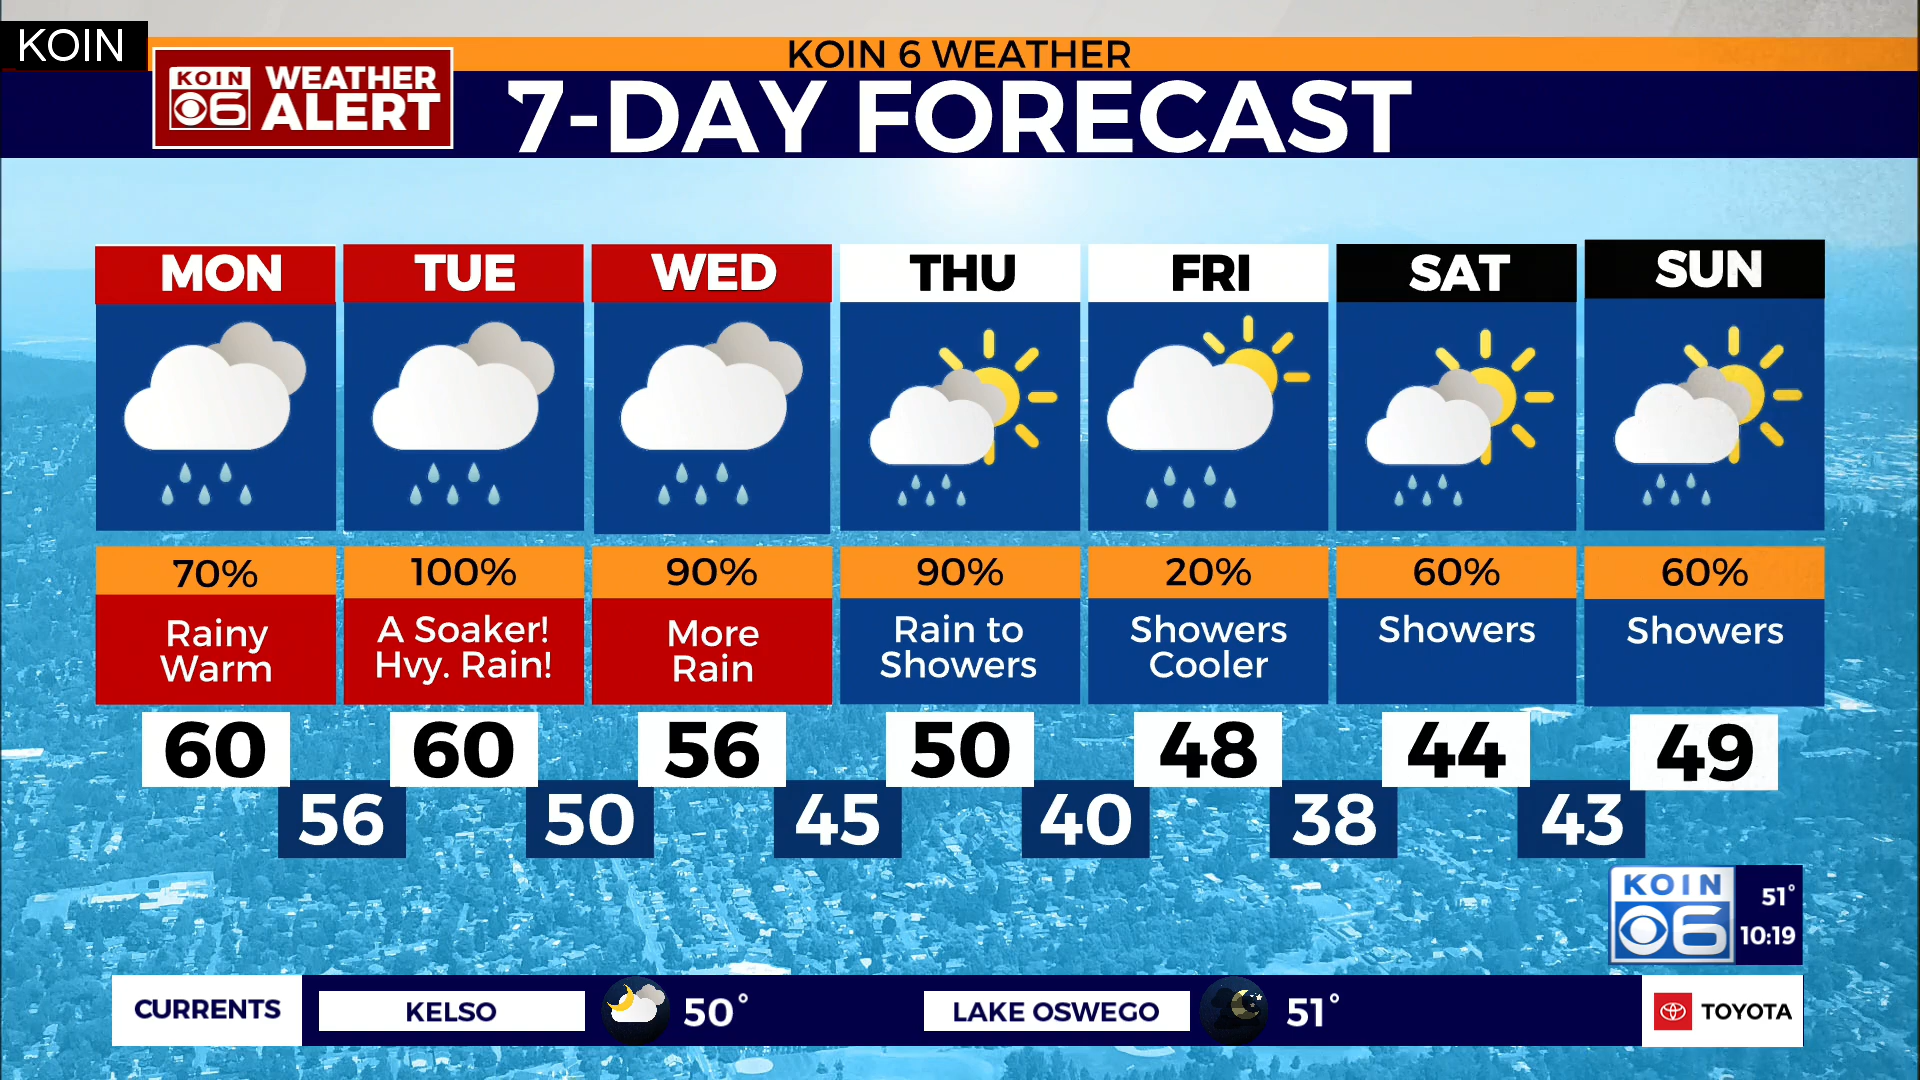 KOIN
KOIN 6 WEATHER
KOIN
6
WEATHER
ALERT
7-DAY FORECAST
MON TUE WED THU FRI SAT SUN
70% 100% 90% 90% 20% 60% 60%
Rainy
Warm
A Soaker!
Hvy. Rain!
More
Rain
Rain to
Showers
Showers
Cooler
Showers
Showers
60 60 56 50 48 44 49
56 50 45 40 38 43
KOIN
6
51°
10:19
CURRENTS KELSO 50° LAKE OSWEGO 51° TOYOTA